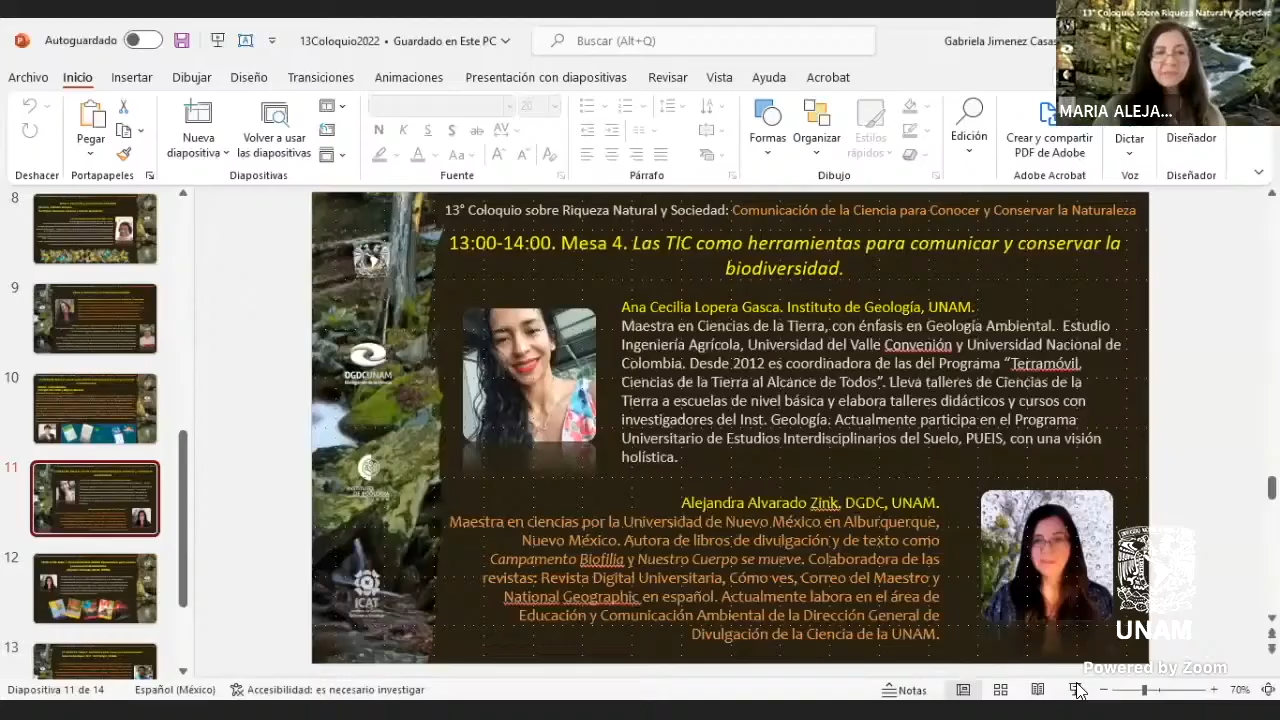 Autoguardado
13Coloquio2022 • Guardado en Este PC
Buscar (Alt+Q)
Gabriela Jimenez Casas
13° Coloquio sobre Riqueza Natural y Sociedad
MARIA ALEJA...
Archivo Inicio Insertar Dibujar Diseño Transiciones Animaciones Presentación con diapositivas Revisar Vista Ayuda Acrobat
Pegar
Nueva diapositiva
Volver a usar las diapositivas
20
N K S S ab AV
A Aa A A A
Formas
Organizar
Estilos rápidos
Edición
Crear y compartir PDF de Adobe
Dictar
Diseñador
Deshacer Portapapeles Diapositivas Fuente Párrafo Dibujo Adobe Acrobat Voz Diseñador
8
9
10
11
12
13
13° Coloquio sobre Riqueza Natural y Sociedad: Comunicación de la Ciencia para Conocer y Conservar la Naturaleza
13:00-14:00. Mesa 4. Las TIC como herramientas para comunicar y conservar la
biodiversidad.
Ana Cecilia Lopera Gasca. Instituto de Geología, UNAM.
Maestra en Ciencias de la Tierra, con énfasis en Geología Ambiental. Estudio
Ingeniería Agrícola, Universidad del Valle Convenión y Universidad Nacional de
Colombia. Desde 2013 es coordinadora de las del Programa “Terramóvil,
Ciencias de la Tierra al Alcance de Todos”. Lleva talleres de Ciencias de la
Tierra a escuelas de nivel básica y elabora talleres didácticos y cursos con
investigadores del Inst. Geología. Actualmente participa en el Programa
Universitario de Estudios Interdisciplinarios del Suelo, PUEIS, con una visión
holística.
Alejandra Alvarado Zink, DGDC, UNAM.
Maestra en ciencias por la Universidad de Nuevo México en Alburquerque,
Nuevo México. Autora de libros de divulgación y de texto como
Campamento Biofilia y Nuestro Cuerpo se mueve. Colaboradora de las
revistas: Revista Digital Universitaria, Cómo ves, Correo del Maestro y
National Geographic en español. Actualmente labora en el área de
Educación y Comunicación Ambiental de la Dirección General de
Divulgación de la Ciencia de la UNAM.
DGDCUNAM
INSTITUTO DE ECOLOGÍA
ICAT
UNAM
Powered by Zoom
Diapositiva 11 de 14
Español (México)
Accesibilidad: es necesario investigar
Notas
70%